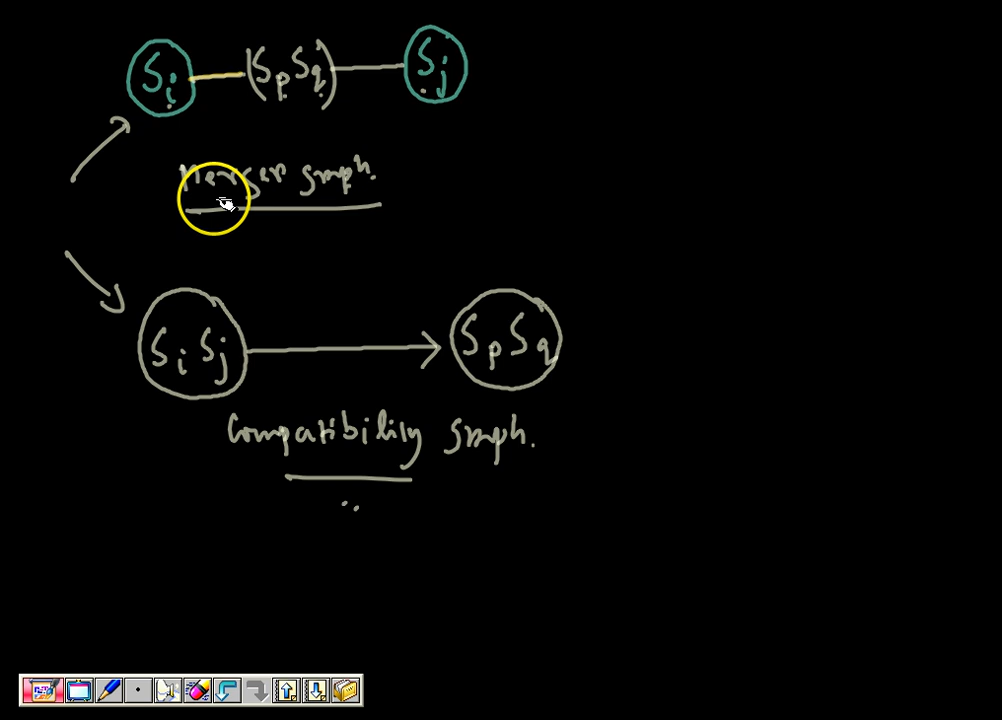 Si (SpSq) Sj
Merger graph.
SiSj SpSq
Compatibility graph.